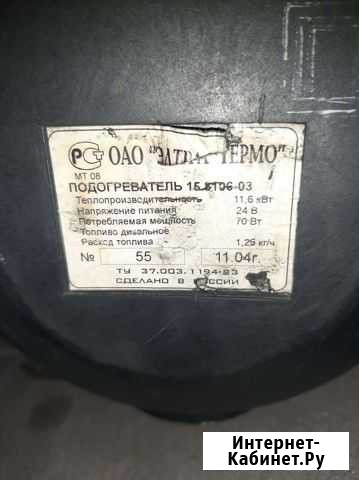 РСТ ОАО "ЭЛТРА-ТЕРМО"
МТ 08
ПОДОГРЕВАТЕЛЬ 15.8106-03
Теплопроизводительность 11,6 кВт
Напряжение питания 24 В
Потребляемая мощность 70 Вт
Топливо дизельное
Расход топлива 1,25 кг/ч
№ 55 11.04г.
ТУ 37.003.1194-83
СДЕЛАНО В РОССИИ
Интернет-
Кабинет.Ру